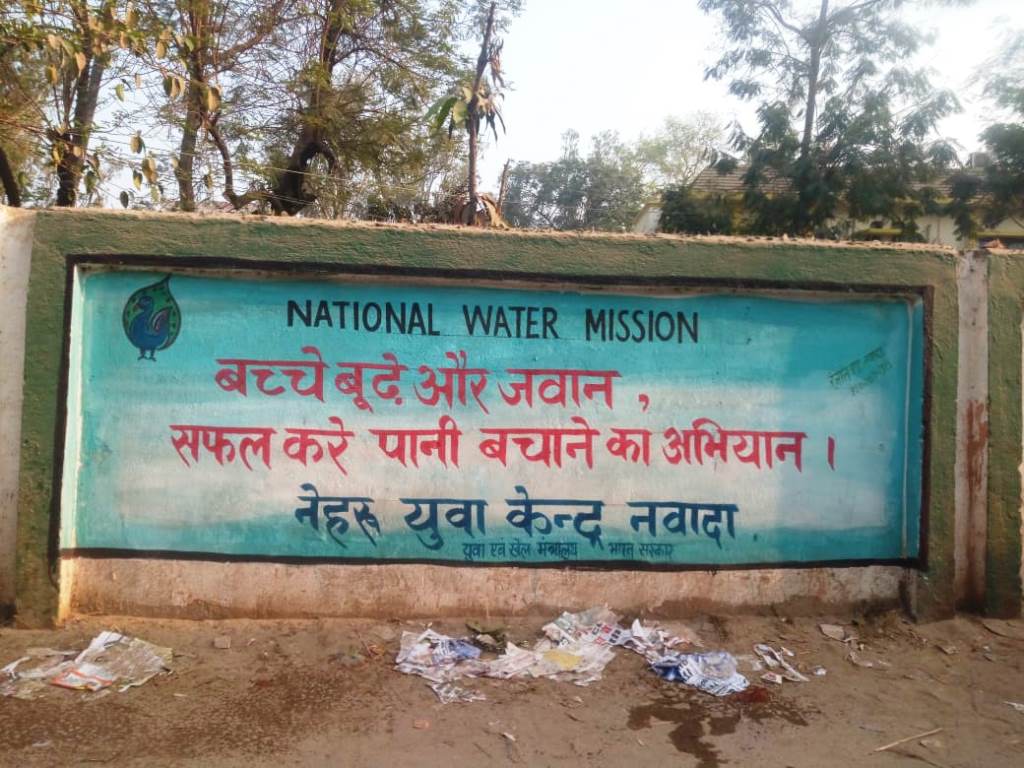 NATIONAL WATER MISSION
बच्चे बूढ़े और जवान ,
सफल करे पानी बचाने का अभियान ।
नेहरू युवा केन्द्र नवादा
युवा एवं खेल मंत्रालय भारत सरकार